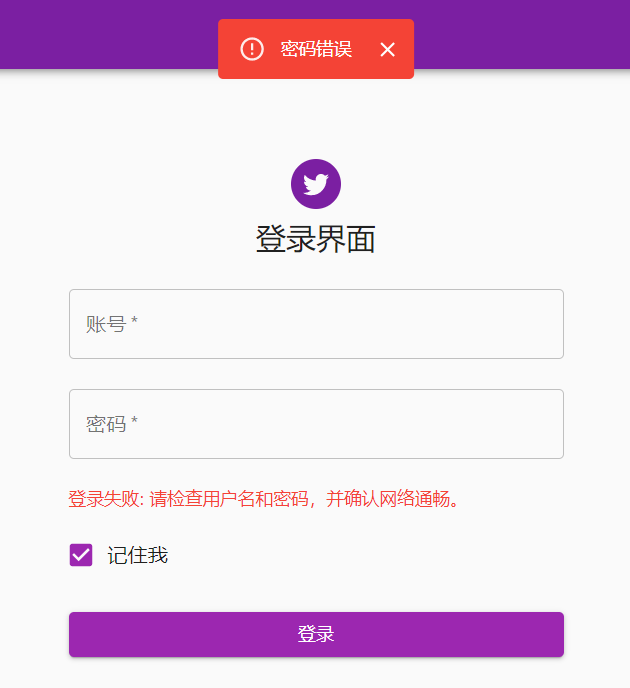 密码错误
登录界面
账号 *
密码 *
登录失败: 请检查用户名和密码，并确认网络通畅。
记住我
登录